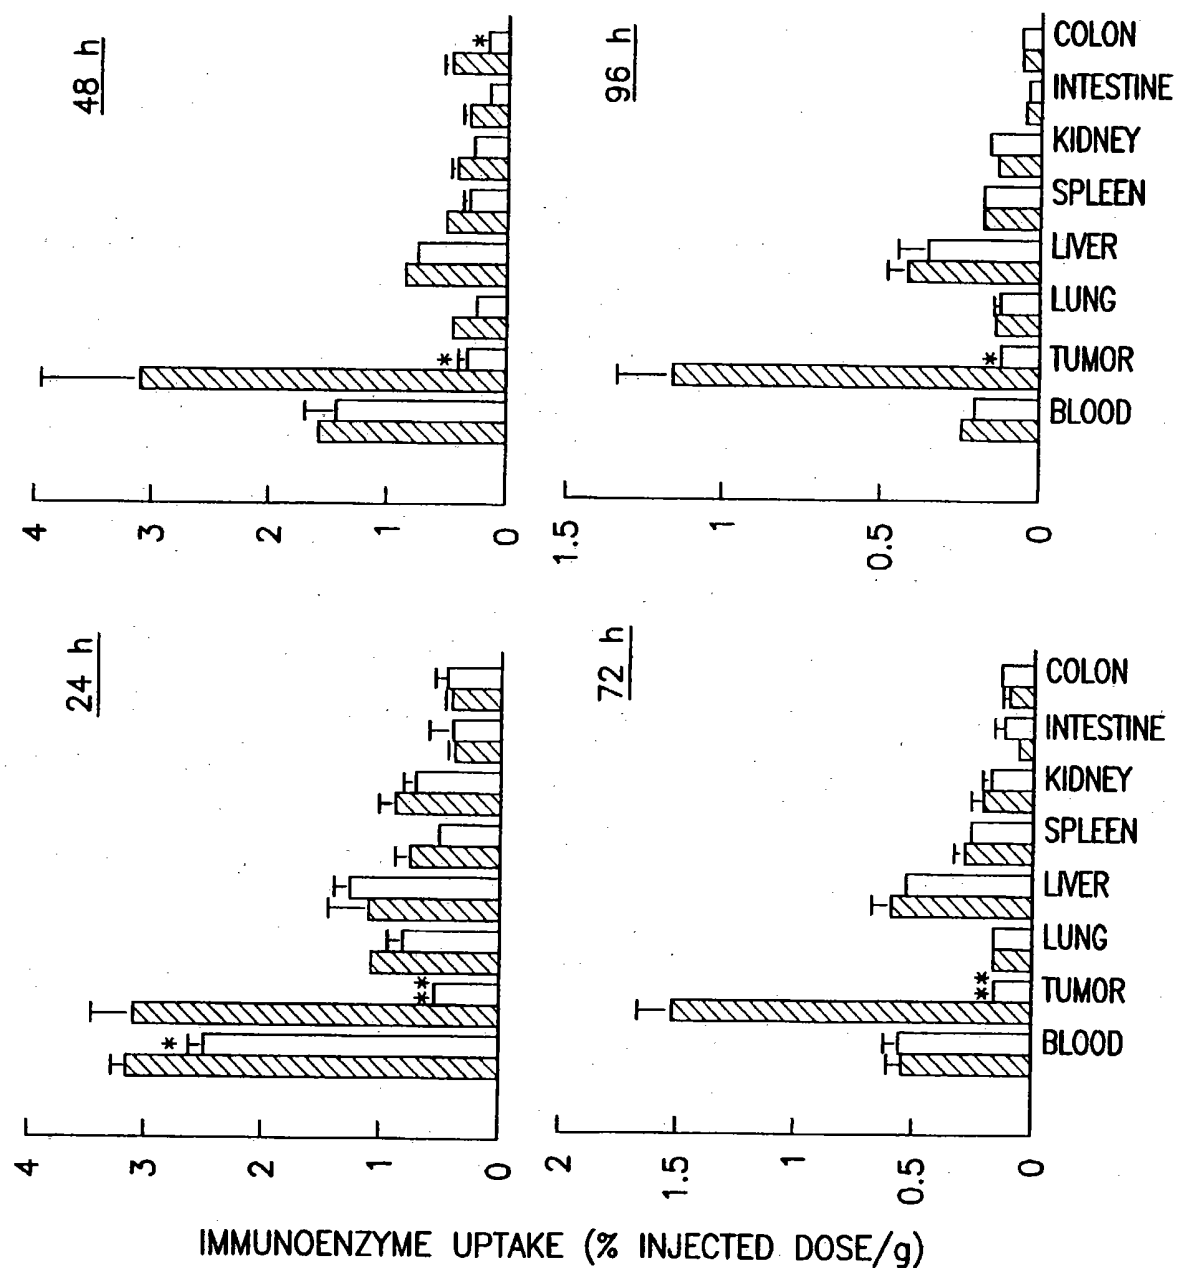 IMMUNOENZYME UPTAKE (% INJECTED DOSE/g)
24 h
4
3
2
1
0
*
**
48 h
4
3
2
1
0
*
*
72 h
2
1.5
1
0.5
0
**
COLON
INTESTINE
KIDNEY
SPLEEN
LIVER
LUNG
TUMOR
BLOOD
96 h
1.5
1
0.5
0
*
COLON
INTESTINE
KIDNEY
SPLEEN
LIVER
LUNG
TUMOR
BLOOD